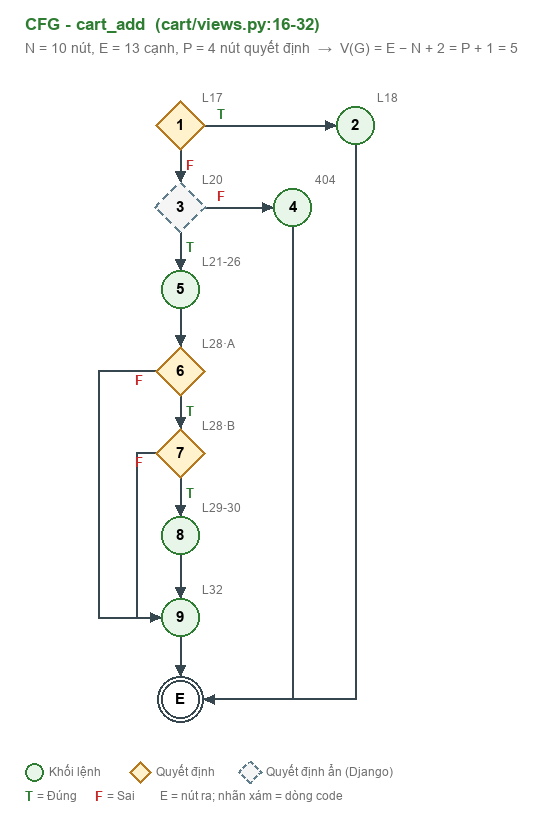 CFG - cart_add (cart/views.py:16-32)
N = 10 nút, E = 13 cạnh, P = 4 nút quyết định → V(G) = E − N + 2 = P + 1 = 5
L17
L18
1
T
2
F
L20
404
3
F
4
T
L21-26
5
L28·A
6
F
T
L28·B
7
F
T
L29-30
8
L32
9
E
Khối lệnh
Quyết định
Quyết định ẩn (Django)
T = Đúng
F = Sai
E = nút ra; nhãn xám = dòng code